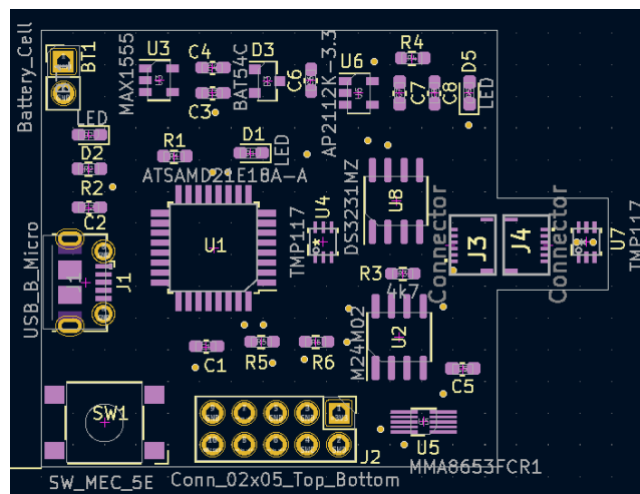 Battery_Cell
BT1
MAX1555
U3
C4
C3
BAT54C
D3
C6
AP2112K-3.3
U6
R4
C7
C8
D5
LED
LED
D2
R2
C2
R1
D1
LED
ATSAMD21E18A-A
U1
U4
TMP117
DS3231MZ
U8
Connector
J3
J4
Connector
U7
TMP117
USB_B_Micro
J1
R3
4k7
M24M02
U2
C1
R5
R6
C5
SW1
SW_MEC_5E
J2
Conn_02x05_Top_Bottom
U5
MMA8653FCR1